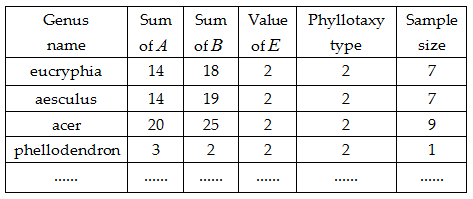 Genus name Sum of A Sum of B Value of E Phyllotaxy type Sample size
eucryphia 14 18 2 2 7
aesculus 14 19 2 2 7
acer 20 25 2 2 9
phellodendron 3 2 2 2 1
...... ...... ...... ...... ...... ......